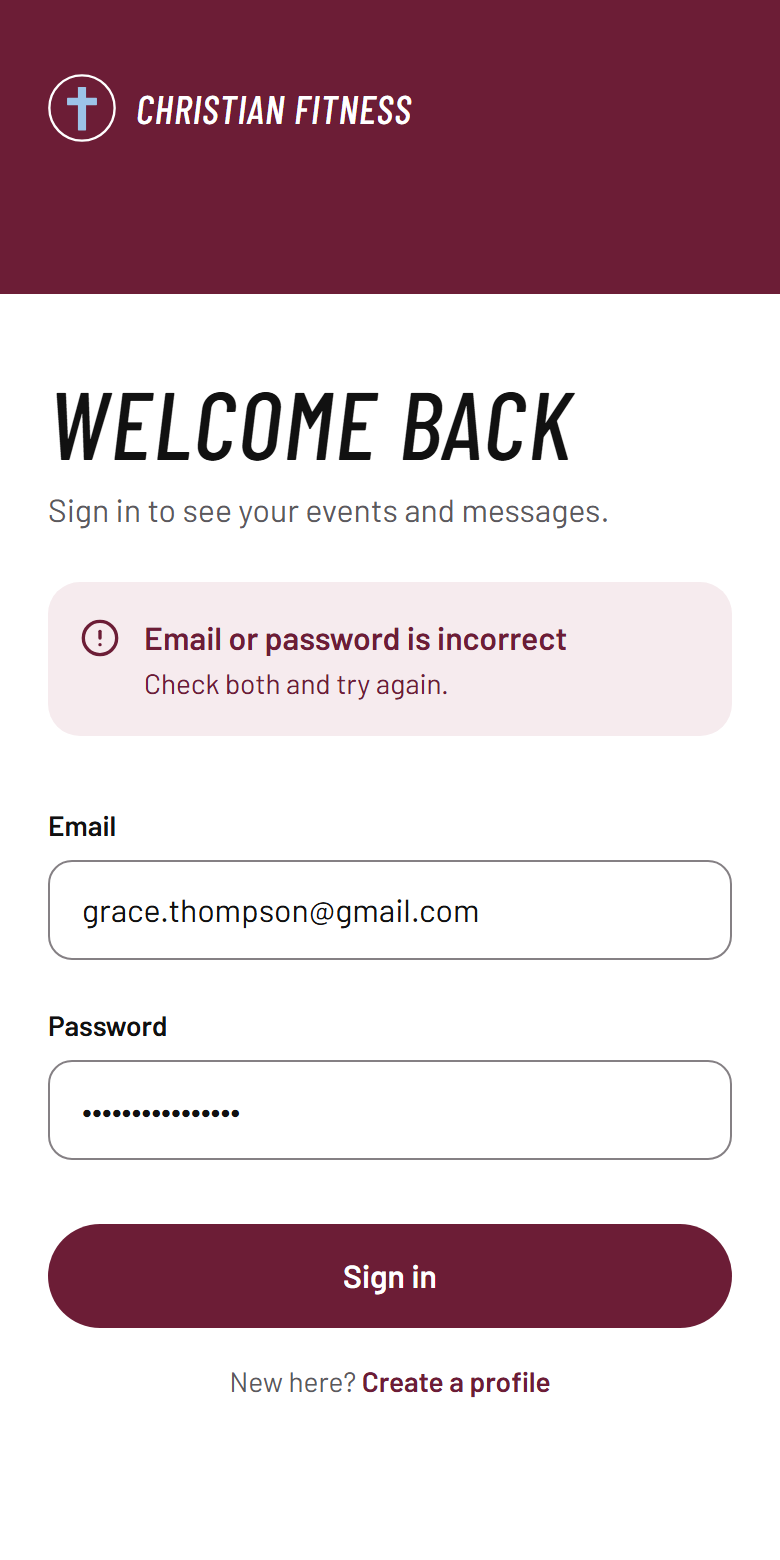 CHRISTIAN FITNESS
WELCOME BACK
Sign in to see your events and messages.
Email or password is incorrect
Check both and try again.
Email
grace.thompson@gmail.com
Password
••••••••••••••••
Sign in
New here? Create a profile